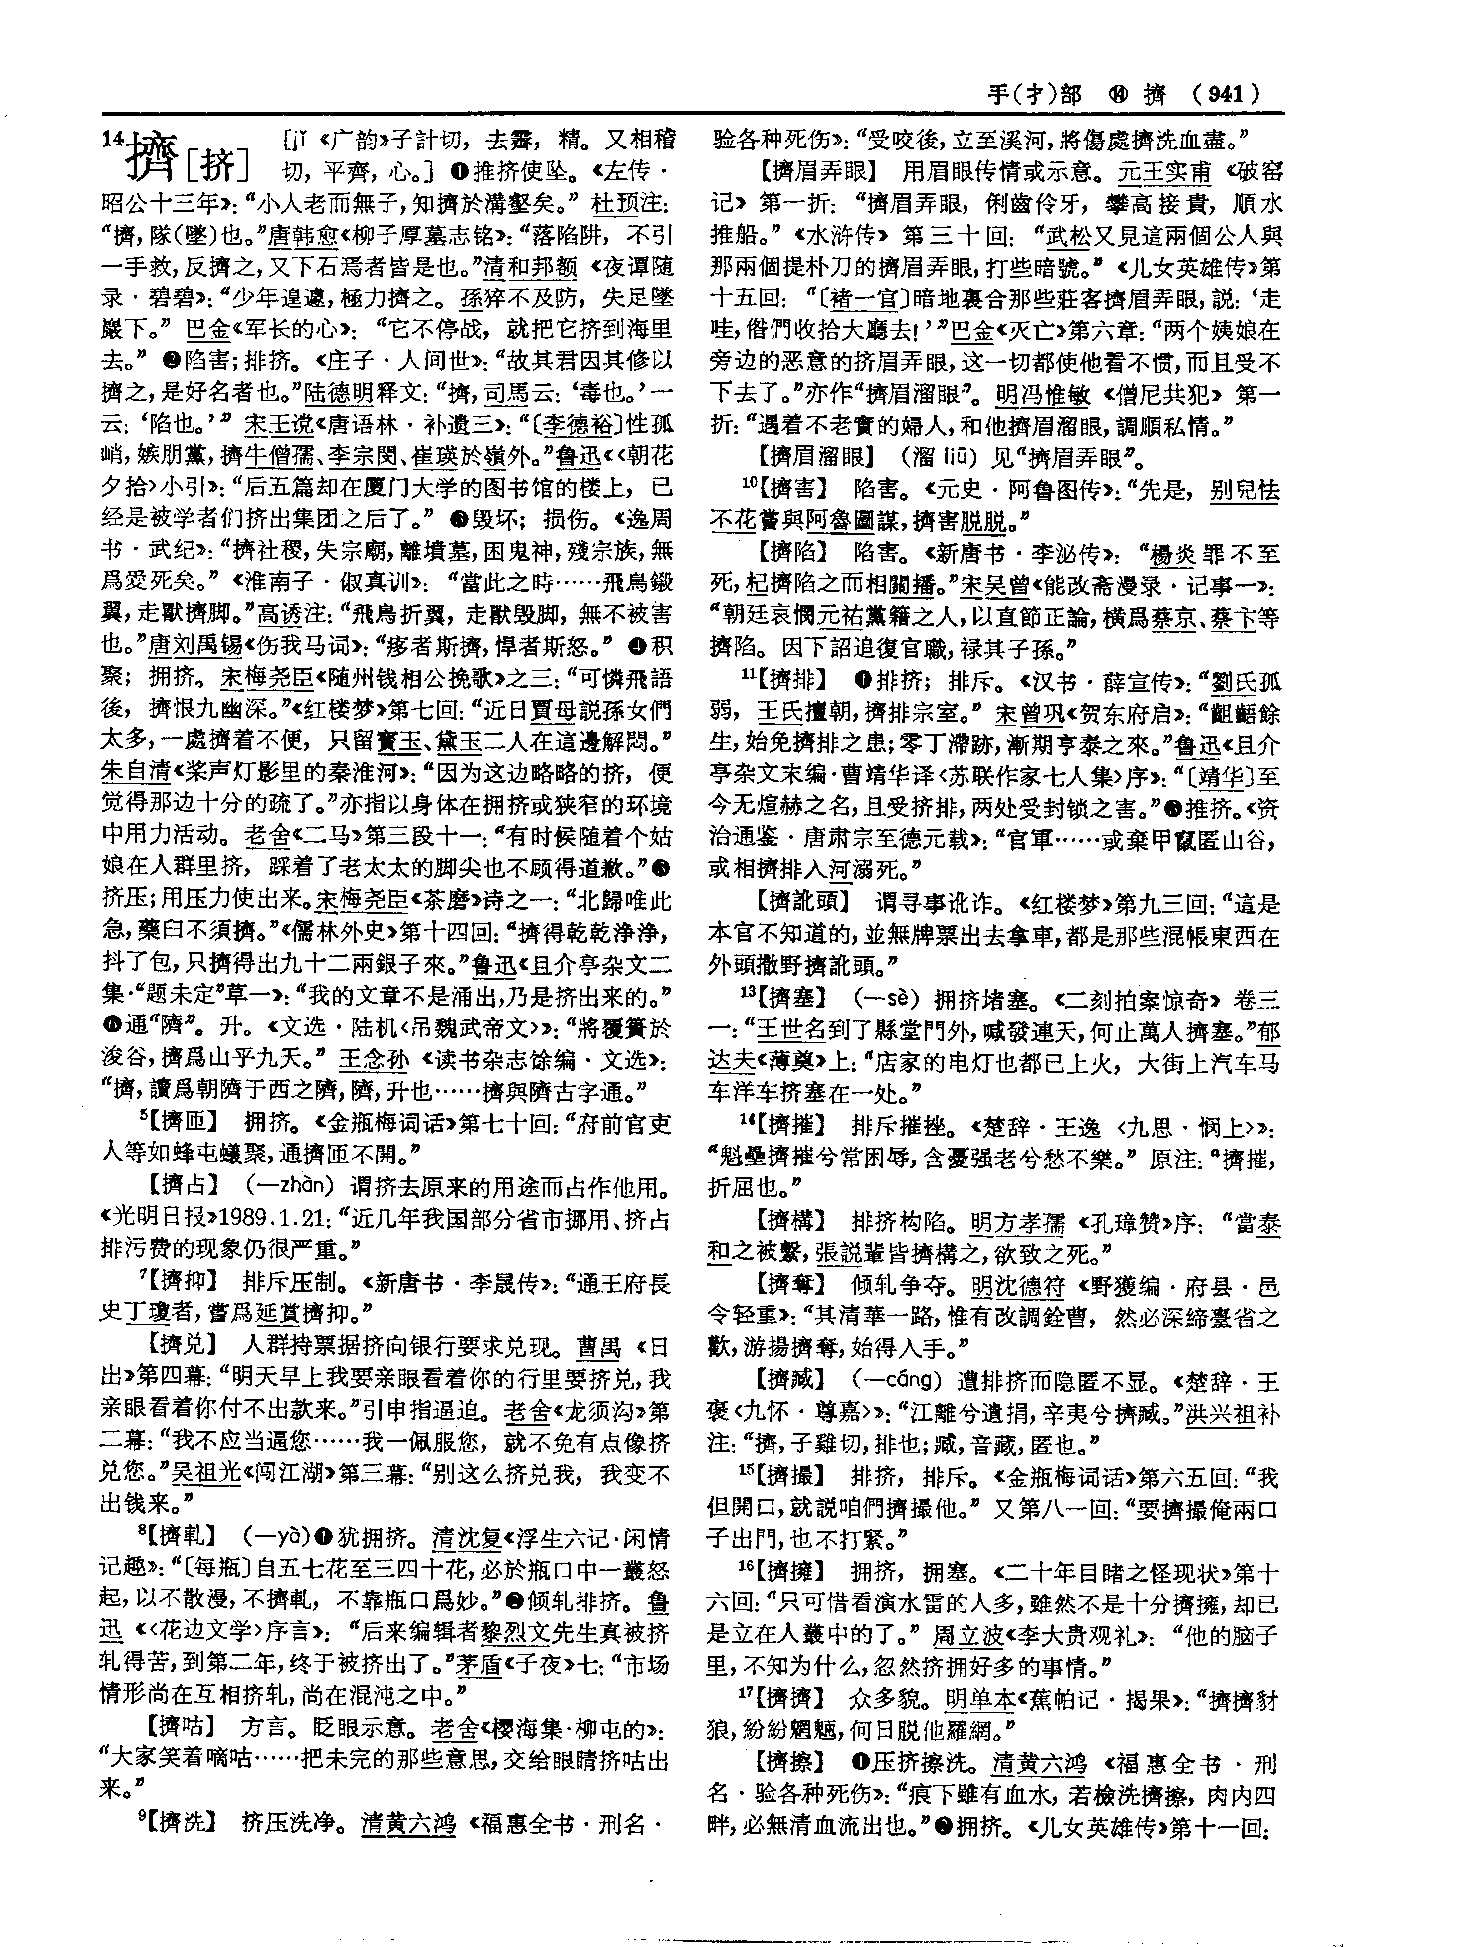 手(扌)部 ⑭ 擠 (941)
14擠[挤] [jǐ 《广韵》子計切，去霽，精。又相稽
切，平齊，心。] ❶推挤使坠。《左传·
昭公十三年》：“小人老而無子，知擠於溝壑矣。”杜预注：
“擠，隊(墜)也。”唐韩愈《柳子厚墓志铭》：“落陷阱，不引
一手救，反擠之，又下石焉者皆是也。”清和邦额《夜谭随
录·碧碧》：“少年遑遽，極力擠之。孫猝不及防，失足墜
巖下。”巴金《军长的心》：“它不停战，就把它挤到海里
去。”❷陷害；排挤。《庄子·人间世》：“故其君因其修以
擠之，是好名者也。”陆德明释文：“擠，司馬云：‘毒也。’一
云：‘陷也。’”宋王谠《唐语林·补遗三》：“〔李德裕〕性孤
峭，嫉朋黨，擠牛僧孺、李宗閔、崔瑛於嶺外。”鲁迅《〈朝花
夕拾〉小引》：“后五篇却在厦门大学的图书馆的楼上，已
经是被学者们挤出集团之后了。”❸毁坏；损伤。《逸周
书·武纪》：“擠社稷，失宗廟，離墳墓，困鬼神，殘宗族，無
爲愛死矣。”《淮南子·俶真训》：“當此之時……飛鳥鎩
翼，走獸擠脚。”高诱注：“飛鳥折翼，走獸毁脚，無不被害
也。”唐刘禹锡《伤我马词》：“疼者斯擠，悍者斯怒。”❹积
聚；拥挤。宋梅尧臣《随州钱相公挽歌》之三：“可憐飛語
後，擠恨九幽深。”《红楼梦》第七回：“近日賈母説孫女們
太多，一處擠着不便，只留寳玉、黛玉二人在這邊解悶。”
朱自清《桨声灯影里的秦淮河》：“因为这边略略的挤，便
觉得那边十分的疏了。”亦指以身体在拥挤或狭窄的环境
中用力活动。老舍《二马》第三段十一：“有时候随着个姑
娘在人群里挤，踩着了老太太的脚尖也不顾得道歉。”❺
挤压；用压力使出来。宋梅尧臣《茶磨》诗之一：“北歸唯此
急，藥臼不須擠。”《儒林外史》第十四回：“擠得乾乾浄浄，
抖了包，只擠得出九十二兩銀子來。”鲁迅《且介亭杂文二
集·“题未定”草一》：“我的文章不是涌出，乃是挤出来的。”
❻通“隮”。升。《文选·陆机〈吊魏武帝文〉》：“將覆簣於
浚谷，擠爲山乎九天。”王念孙《读书杂志馀编·文选》：
“擠，讀爲朝隮于西之隮，隮，升也……擠與隮古字通。”
5【擠匝】 拥挤。《金瓶梅词话》第七十回：“府前官吏
人等如蜂屯蟻聚，通擠匝不開。”
【擠占】（—zhàn）谓挤去原来的用途而占作他用。
《光明日报》1989.1.21：“近几年我国部分省市挪用、挤占
排污费的现象仍很严重。”
7【擠抑】 排斥压制。《新唐书·李晟传》：“通王府長
史丁瓊者，嘗爲延賞擠抑。”
【擠兑】 人群持票据挤向银行要求兑现。曹禺《日
出》第四幕：“明天早上我要亲眼看着你的行里要挤兑，我
亲眼看着你付不出款来。”引申指逼迫。老舍《龙须沟》第
二幕：“我不应当逼您……我一佩服您，就不免有点像挤
兑您。”吴祖光《闯江湖》第三幕：“别这么挤兑我，我变不
出钱来。”
8【擠軋】（—yà）❶犹拥挤。清沈复《浮生六记·闲情
记趣》：“〔每瓶〕自五七花至三四十花，必於瓶口中一叢怒
起，以不散漫，不擠軋，不靠瓶口爲妙。”❷倾轧排挤。鲁
迅《〈花边文学〉序言》：“后来编辑者黎烈文先生真被挤
轧得苦，到第二年，终于被挤出了。”茅盾《子夜》七：“市场
情形尚在互相挤轧，尚在混沌之中。”
【擠咕】 方言。眨眼示意。老舍《樱海集·柳屯的》：
“大家笑着嘀咕……把未完的那些意思，交给眼睛挤咕出
来。”
9【擠洗】 挤压洗净。清黄六鸿《福惠全书·刑名·
验各种死伤》：“受咬後，立至溪河，將傷處擠洗血盡。”
【擠眉弄眼】 用眉眼传情或示意。元王实甫《破窑
记》第一折：“擠眉弄眼，俐齒伶牙，攀高接貴，順水
推船。”《水浒传》第三十回：“武松又見這兩個公人與
那兩個提朴刀的擠眉弄眼，打些暗號。”《儿女英雄传》第
十五回：“〔褚一官〕暗地裏合那些莊客擠眉弄眼，説：‘走
哇，偺們收拾大廳去！’”巴金《灭亡》第六章：“两个姨娘在
旁边的恶意的挤眉弄眼，这一切都使他看不惯，而且受不
下去了。”亦作“擠眉溜眼”。明冯惟敏《僧尼共犯》第一
折：“遇着不老實的婦人，和他擠眉溜眼，調順私情。”
【擠眉溜眼】（溜 liū）见“擠眉弄眼”。
10【擠害】 陷害。《元史·阿鲁图传》：“先是，别兒怯
不花嘗與阿魯圖謀，擠害脱脱。”
【擠陷】 陷害。《新唐书·李泌传》：“楊炎罪不至
死，杞擠陷之而相關播。”宋吴曾《能改斋漫录·记事一》：
“朝廷哀憫元祐黨籍之人，以直節正論，横爲蔡京、蔡卞等
擠陷。因下詔追復官職，禄其子孫。”
11【擠排】 ❶排挤；排斥。《汉书·薛宣传》：“劉氏孤
弱，王氏擅朝，擠排宗室。”宋曾巩《贺东府启》：“齟齬餘
生，始免擠排之患；零丁滯跡，漸期亨泰之來。”鲁迅《且介
亭杂文末编·曹靖华译〈苏联作家七人集〉序》：“〔靖华〕至
今无煊赫之名，且受挤排，两处受封锁之害。”❷推挤。《资
治通鉴·唐肃宗至德元载》：“官軍……或棄甲竄匿山谷，
或相擠排入河溺死。”
【擠訛頭】 谓寻事讹诈。《红楼梦》第九三回：“這是
本官不知道的，並無牌票出去拿車，都是那些混帳東西在
外頭撒野擠訛頭。”
13【擠塞】（—sè）拥挤堵塞。《二刻拍案惊奇》卷三
一：“王世名到了縣堂門外，喊發連天，何止萬人擠塞。”郁
达夫《薄奠》上：“店家的电灯也都已上火，大街上汽车马
车洋车挤塞在一处。”
14【擠摧】 排斥摧挫。《楚辞·王逸〈九思·悯上〉》：
“魁壘擠摧兮常困辱，含憂强老兮愁不樂。”原注：“擠摧，
折屈也。”
【擠構】 排挤构陷。明方孝孺《孔璋赞》序：“當泰
和之被繫，張説輩皆擠構之，欲致之死。”
【擠奪】 倾轧争夺。明沈德符《野獲编·府县·邑
令轻重》：“其清華一路，惟有改調銓曹，然必深締臺省之
歡，游揚擠奪，始得入手。”
【擠臧】（—cáng）遭排挤而隐匿不显。《楚辞·王
褒〈九怀·尊嘉〉》：“江離兮遺捐，辛夷兮擠臧。”洪兴祖补
注：“擠，子雞切，排也；臧，音藏，匿也。”
15【擠撮】 排挤，排斥。《金瓶梅词话》第六五回：“我
但開口，就説咱們擠撮他。”又第八一回：“要擠撮俺兩口
子出門，也不打緊。”
16【擠擁】 拥挤，拥塞。《二十年目睹之怪现状》第十
六回：“只可惜看演水雷的人多，雖然不是十分擠擁，却已
是立在人叢中的了。”周立波《李大贵观礼》：“他的脑子
里，不知为什么，忽然挤拥好多的事情。”
17【擠擠】 众多貌。明单本《蕉帕记·揭果》：“擠擠豺
狼，紛紛魍魎，何日脱他羅網。”
【擠擦】 ❶压挤擦洗。清黄六鸿《福惠全书·刑
名·验各种死伤》：“痕下雖有血水，若檢洗擠擦，肉内四
畔，必無清血流出也。”❷拥挤。《儿女英雄传》第十一回：